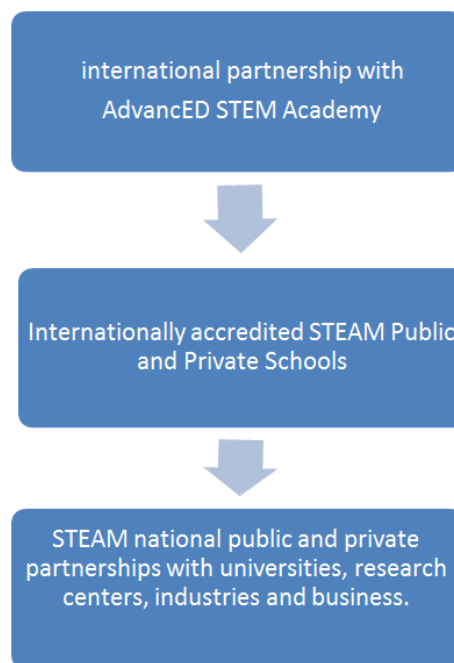 international partnership with
AdvancED STEM Academy
Internationally accredited STEAM Public
and Private Schools
STEAM national public and private
partnerships with universities, research
centers, industries and business.